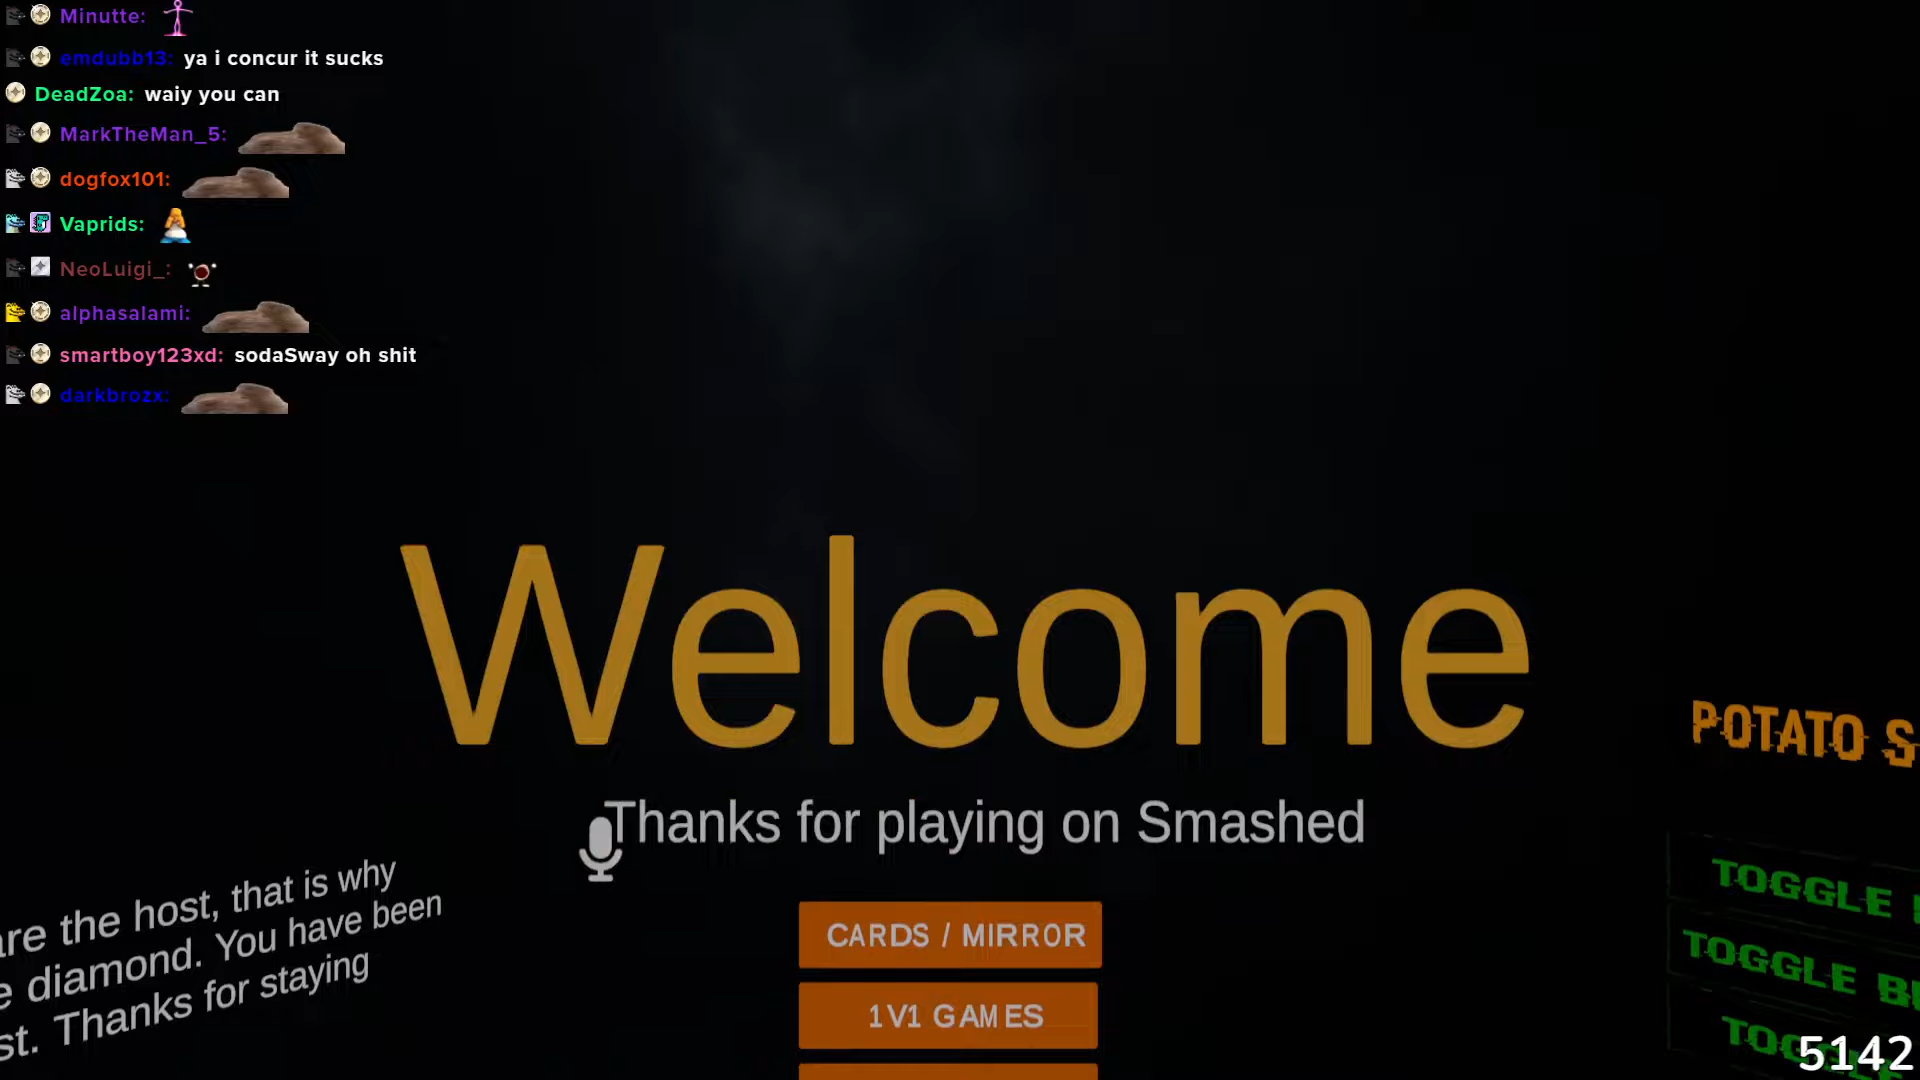 Minutte:
emdubb13: ya i concur it sucks
DeadZoa: waiy you can
MarkTheMan_5:
dogfox101:
Vaprids:
NeoLuigi_:
alphasalami:
smartboy123xd: sodaSway oh shit
darkbrozx:
Welcome
Thanks for playing on Smashed
CARDS / MIRROR
1V1 GAMES
are the host, that is why
e diamond. You have been
st. Thanks for staying
POTATO S
TOGGLE
TOGGLE B
TOGGLE
5142